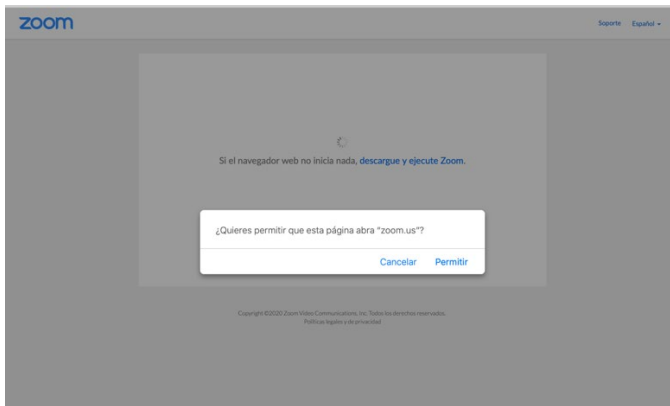 zoom
Soporte Español
Si el navegador web no inicia nada, descargue y ejecute Zoom.
¿Quieres permitir que esta página abra "zoom.us"?
Cancelar Permitir
Copyright ©2020 Zoom Video Communications, Inc. Todos los derechos reservados.
Políticas legales y de privacidad